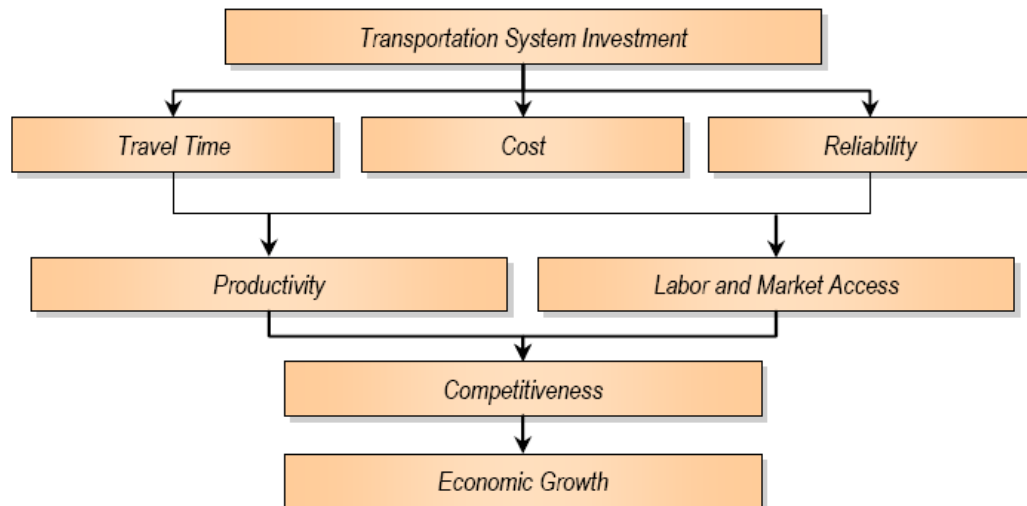 Transportation System Investment
Travel Time
Cost
Reliability
Productivity
Labor and Market Access
Competitiveness
Economic Growth